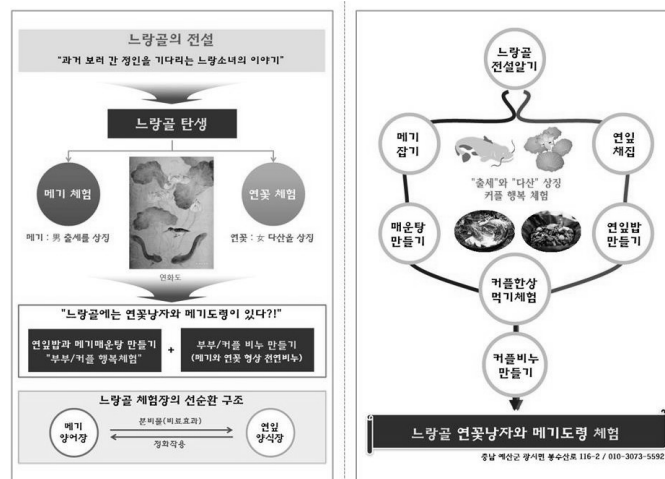 느랑골의 전설
"과거 보러 간 정인을 기다리는 느랑소녀의 이야기"
느랑골 탄생
메기 체험
연꽃 체험
메기 : 男 출세를 상징
연꽃 : 女 다산을 상징
연화도
"느랑골에는 연꽃낭자와 메기도령이 있다?!"
연잎밥과 메기매운탕 만들기
"부부/커플 행복체험"
+
부부/커플 비누 만들기
(메기와 연꽃 형상 천연비누)
느랑골 체험장의 선순환 구조
메기
양어장
분비물(비료효과)
정화작용
연잎
양식장
느랑골
전설알기
메기
잡기
연잎
채집
"출세"와 "다산" 상징
커플 행복 체험
매운탕
만들기
연잎밥
만들기
커플한상
먹기체험
커플비누
만들기
느랑골 연꽃낭자와 메기도령 체험
충남 예산군 광시면 봉수산로 116-2 / 010-3073-5592